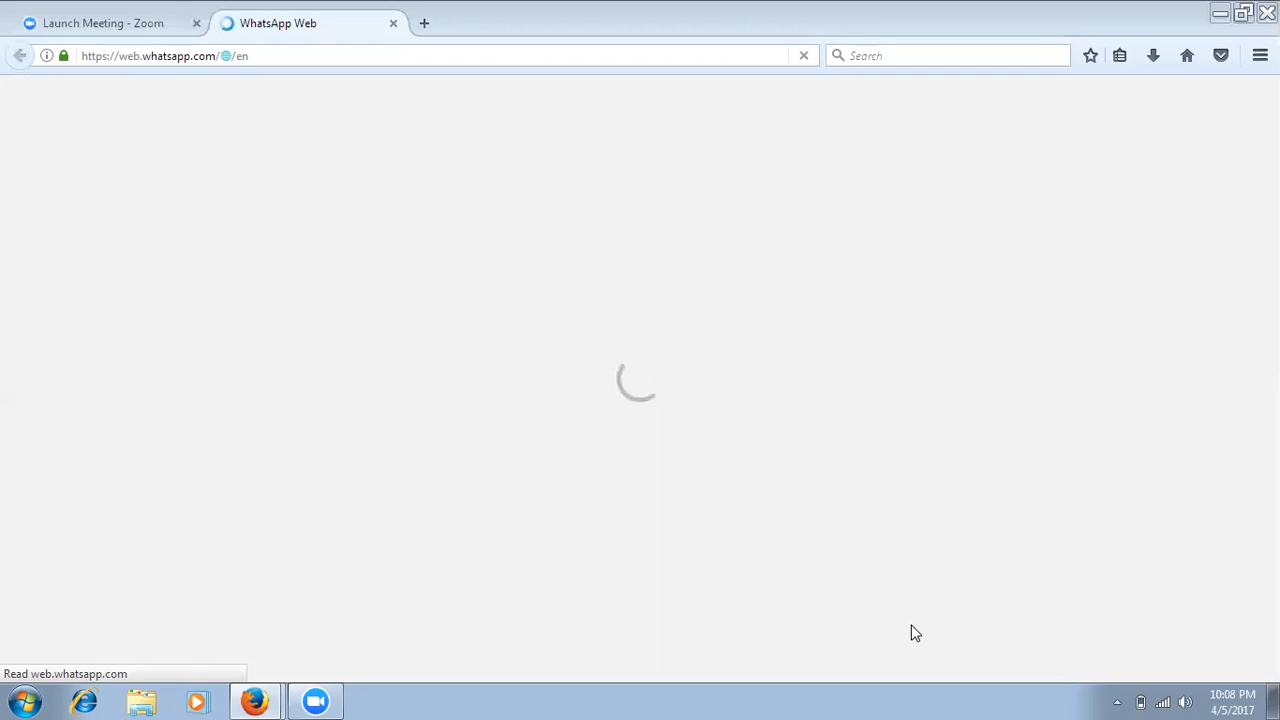 Launch Meeting - Zoom
WhatsApp Web
https://web.whatsapp.com/🌐/en
Search
Read web.whatsapp.com
10:08 PM
4/5/2017